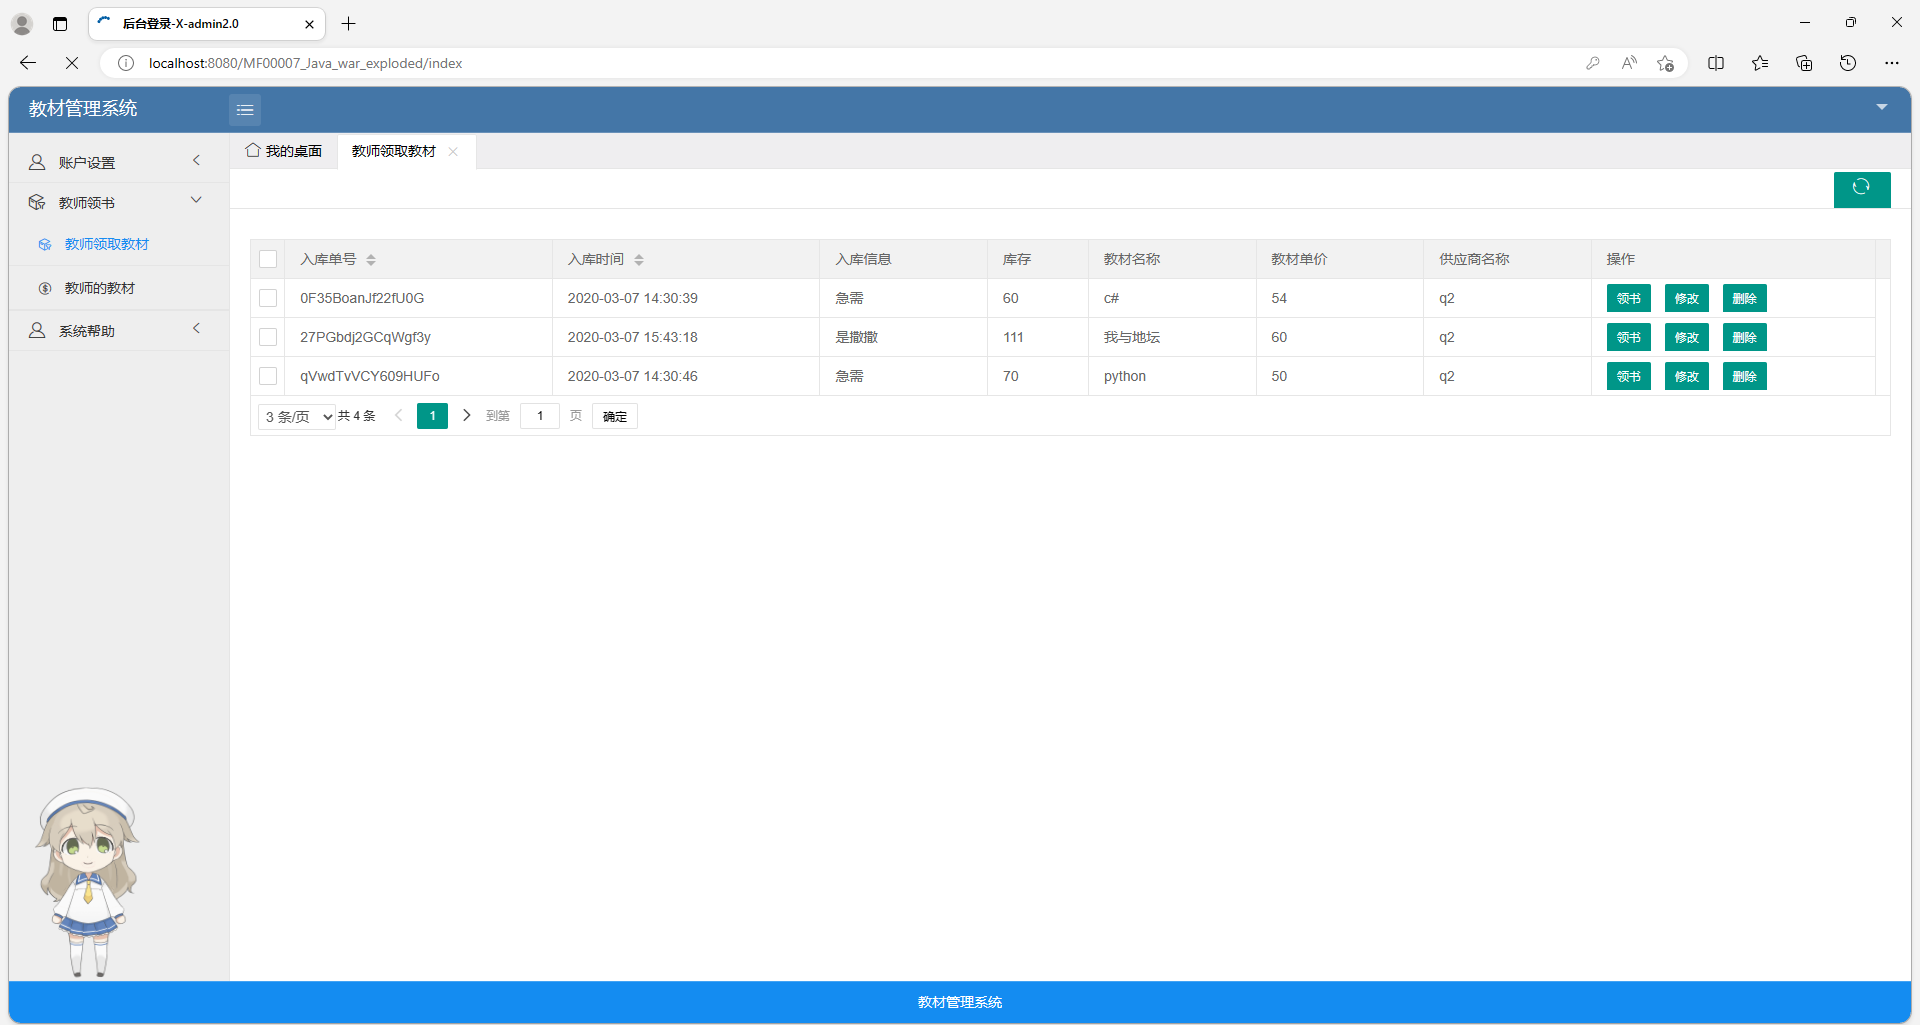 后台登录-X-admin2.0
localhost:8080/MF00007_Java_war_exploded/index
教材管理系统
账户设置
教师领书
教师领取教材
教师的教材
系统帮助
我的桌面 教师领取教材
入库单号 入库时间 入库信息 库存 教材名称 教材单价 供应商名称 操作
0F35BoanJf22fU0G 2020-03-07 14:30:39 急需 60 c# 54 q2 领书 修改 删除
27PGbdj2GCqWgf3y 2020-03-07 15:43:18 是撒撒 111 我与地坛 60 q2 领书 修改 删除
qVwdTvVCY609HUFo 2020-03-07 14:30:46 急需 70 python 50 q2 领书 修改 删除
3 条/页 共 4 条 1 到第 1 页 确定
教材管理系统